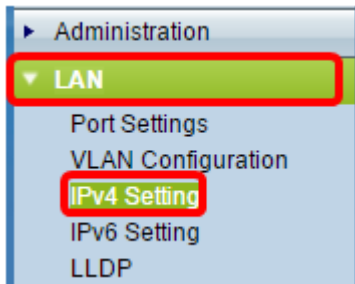 Administration
LAN
Port Settings
VLAN Configuration
IPv4 Setting
IPv6 Setting
LLDP